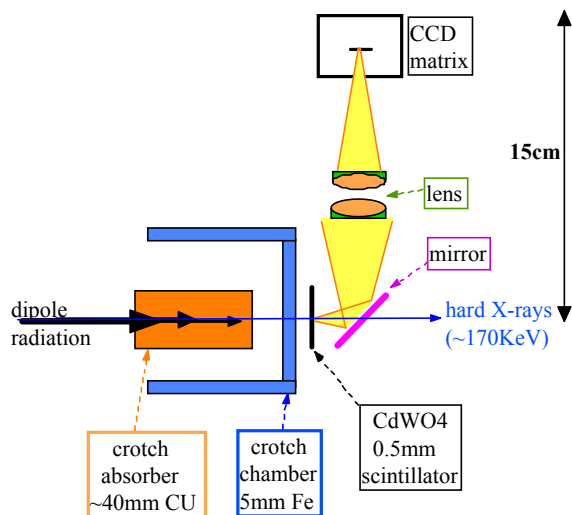 CCD
matrix
15cm
lens
mirror
dipole
radiation
hard X-rays
(~170KeV)
crotch
absorber
~40mm CU
crotch
chamber
5mm Fe
CdWO4
0.5mm
scintillator